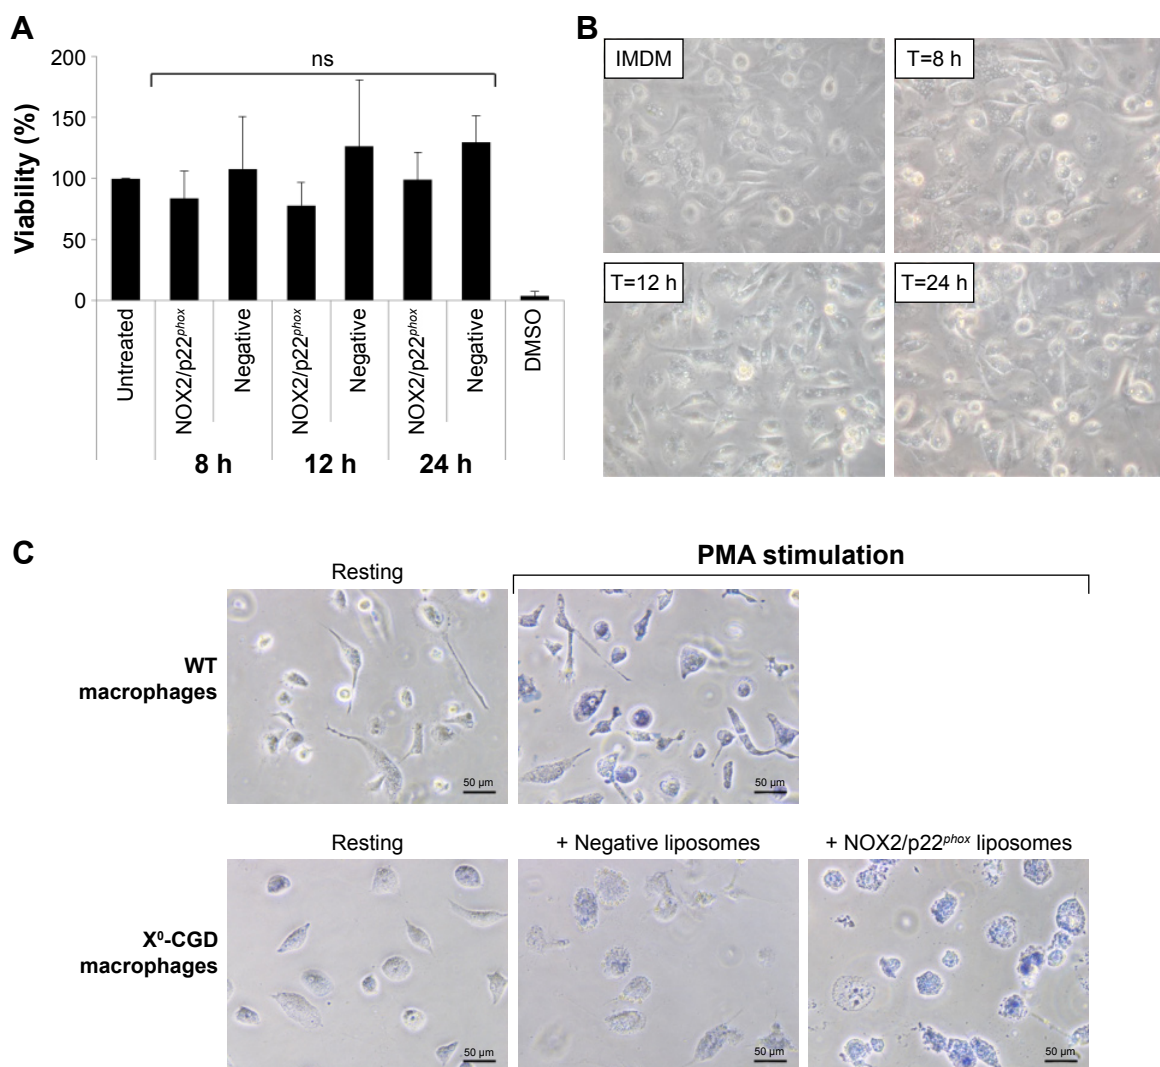 A
Viability (%)
200
150
100
50
0
ns
Untreated
NOX2/p22phox
Negative
NOX2/p22phox
Negative
NOX2/p22phox
Negative
DMSO
8 h
12 h
24 h
B
IMDM
T=8 h
T=12 h
T=24 h
C
PMA stimulation
Resting
WT
macrophages
50 µm
50 µm
Resting
+ Negative liposomes
+ NOX2/p22phox liposomes
X⁰-CGD
macrophages
50 µm
50 µm
50 µm